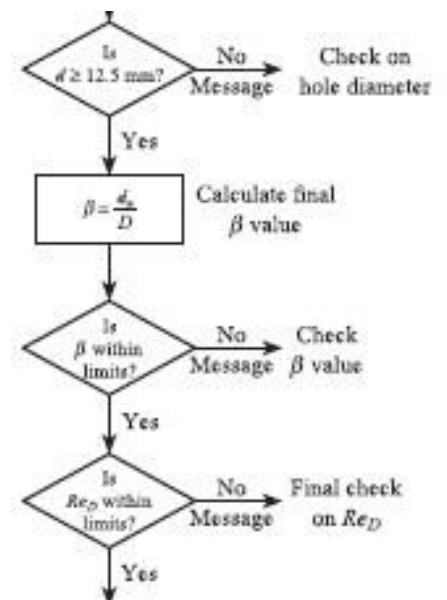 Is
d ≥ 12.5 mm?
No
Message
Check on
hole diameter
Yes
β = dₙ/D
Calculate final
β value
Is
β within
limits?
No
Message
Check
β value
Yes
Is
Re_D within
limits?
No
Message
Final check
on Re_D
Yes